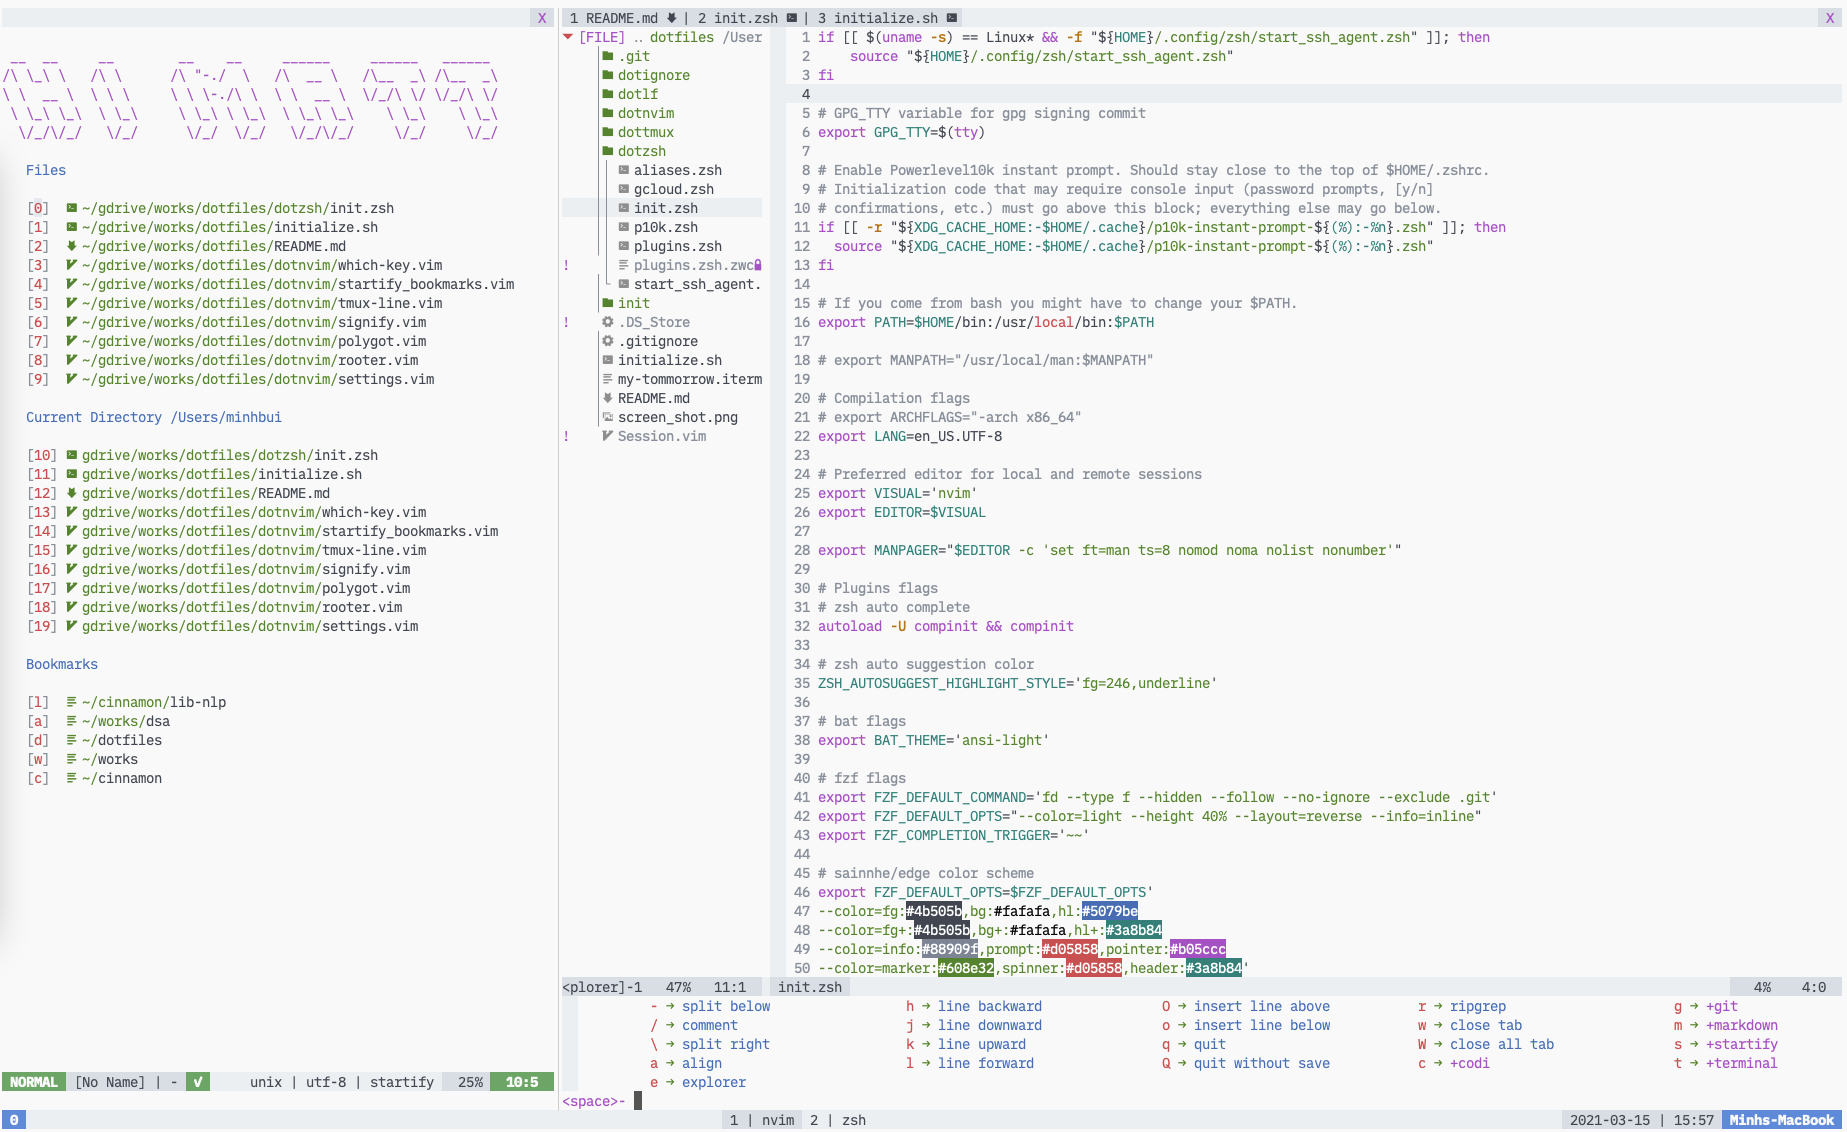 X
Files
[0] ~/gdrive/works/dotfiles/dotzsh/init.zsh
[1] ~/gdrive/works/dotfiles/initialize.sh
[2] ~/gdrive/works/dotfiles/README.md
[3] ~/gdrive/works/dotfiles/dotnvim/which-key.vim
[4] ~/gdrive/works/dotfiles/dotnvim/startify_bookmarks.vim
[5] ~/gdrive/works/dotfiles/dotnvim/tmux-line.vim
[6] ~/gdrive/works/dotfiles/dotnvim/signify.vim
[7] ~/gdrive/works/dotfiles/dotnvim/polygot.vim
[8] ~/gdrive/works/dotfiles/dotnvim/rooter.vim
[9] ~/gdrive/works/dotfiles/dotnvim/settings.vim
Current Directory /Users/minhbui
[10] gdrive/works/dotfiles/dotzsh/init.zsh
[11] gdrive/works/dotfiles/initialize.sh
[12] gdrive/works/dotfiles/README.md
[13] gdrive/works/dotfiles/dotnvim/which-key.vim
[14] gdrive/works/dotfiles/dotnvim/startify_bookmarks.vim
[15] gdrive/works/dotfiles/dotnvim/tmux-line.vim
[16] gdrive/works/dotfiles/dotnvim/signify.vim
[17] gdrive/works/dotfiles/dotnvim/polygot.vim
[18] gdrive/works/dotfiles/dotnvim/rooter.vim
[19] gdrive/works/dotfiles/dotnvim/settings.vim
Bookmarks
[l] ~/cinnamon/lib-nlp
[a] ~/works/dsa
[d] ~/dotfiles
[w] ~/works
[c] ~/cinnamon
NORMAL [No Name] | - √ unix | utf-8 | startify 25% 10:5
1 README.md | 2 init.zsh | 3 initialize.sh X
[FILE] .. dotfiles /User
.git
dotignore
dotlf
dotnvim
dottmux
dotzsh
aliases.zsh
gcloud.zsh
init.zsh
p10k.zsh
plugins.zsh
! plugins.zsh.zwc
start_ssh_agent.
init
! .DS_Store
.gitignore
initialize.sh
my-tommorrow.iterm
README.md
screen_shot.png
! Session.vim
1 if [[ $(uname -s) == Linux* && -f "${HOME}/.config/zsh/start_ssh_agent.zsh" ]]; then
2 source "${HOME}/.config/zsh/start_ssh_agent.zsh"
3 fi
4
5 # GPG_TTY variable for gpg signing commit
6 export GPG_TTY=$(tty)
7
8 # Enable Powerlevel10k instant prompt. Should stay close to the top of $HOME/.zshrc.
9 # Initialization code that may require console input (password prompts, [y/n]
10 # confirmations, etc.) must go above this block; everything else may go below.
11 if [[ -r "${XDG_CACHE_HOME:-$HOME/.cache}/p10k-instant-prompt-${(%):-%n}.zsh" ]]; then
12 source "${XDG_CACHE_HOME:-$HOME/.cache}/p10k-instant-prompt-${(%):-%n}.zsh"
13 fi
14
15 # If you come from bash you might have to change your $PATH.
16 export PATH=$HOME/bin:/usr/local/bin:$PATH
17
18 # export MANPATH="/usr/local/man:$MANPATH"
19
20 # Compilation flags
21 # export ARCHFLAGS="-arch x86_64"
22 export LANG=en_US.UTF-8
23
24 # Preferred editor for local and remote sessions
25 export VISUAL='nvim'
26 export EDITOR=$VISUAL
27
28 export MANPAGER="$EDITOR -c 'set ft=man ts=8 nomod noma nolist nonumber'"
29
30 # Plugins flags
31 # zsh auto complete
32 autoload -U compinit && compinit
33
34 # zsh auto suggestion color
35 ZSH_AUTOSUGGEST_HIGHLIGHT_STYLE='fg=246,underline'
36
37 # bat flags
38 export BAT_THEME='ansi-light'
39
40 # fzf flags
41 export FZF_DEFAULT_COMMAND='fd --type f --hidden --follow --no-ignore --exclude .git'
42 export FZF_DEFAULT_OPTS="--color=light --height 40% --layout=reverse --info=inline"
43 export FZF_COMPLETION_TRIGGER='~~'
44
45 # sainnhe/edge color scheme
46 export FZF_DEFAULT_OPTS=$FZF_DEFAULT_OPTS'
47 --color=fg:#4b505b,bg:#fafafa,hl:#5079be
48 --color=fg+:#4b505b,bg+:#fafafa,hl+:#3a8b84
49 --color=info:#88909f,prompt:#d05858,pointer:#b05ccc
50 --color=marker:#608e32,spinner:#d05858,header:#3a8b84'
<plorer]-1 47% 11:1 init.zsh 4% 4:0
- → split below h → line backward O → insert line above r → ripgrep g → +git
/ → comment j → line downward o → insert line below w → close tab m → +markdown
\ → split right k → line upward q → quit W → close all tab s → +startify
a → align l → line forward Q → quit without save c → +codi t → +terminal
e → explorer
<space>-
0 1 | nvim 2 | zsh 2021-03-15 | 15:57 Minhs-MacBook